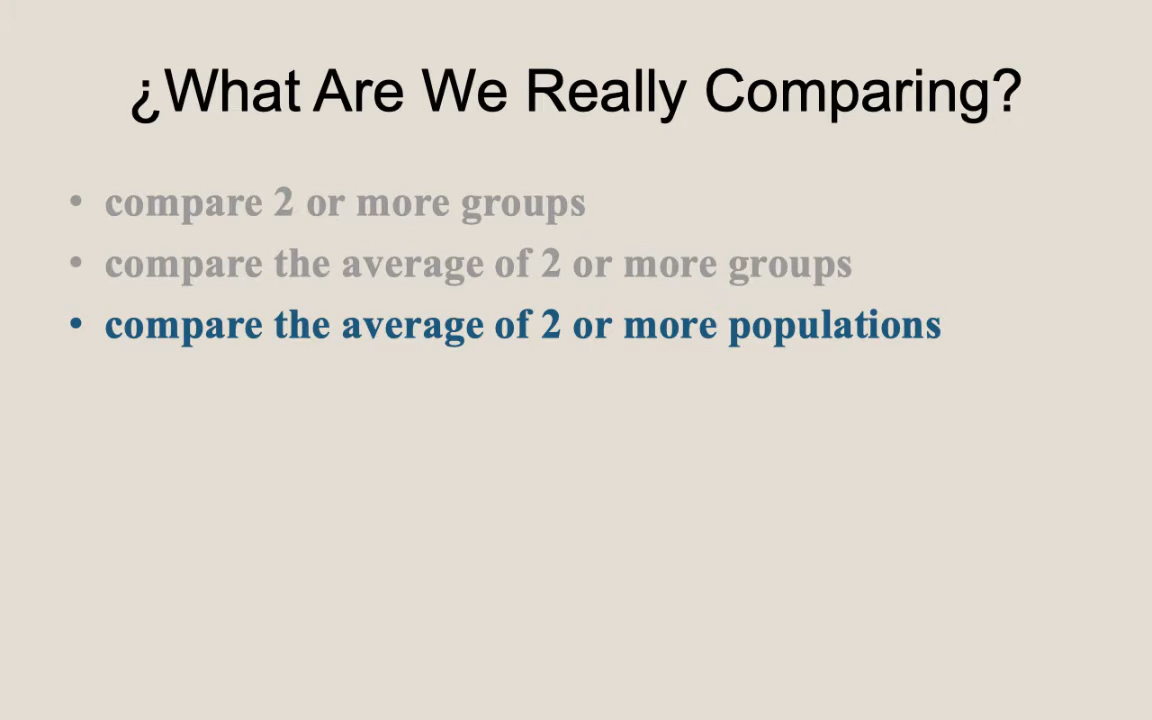 ¿What Are We Really Comparing?
• compare 2 or more groups
• compare the average of 2 or more groups
• compare the average of 2 or more populations